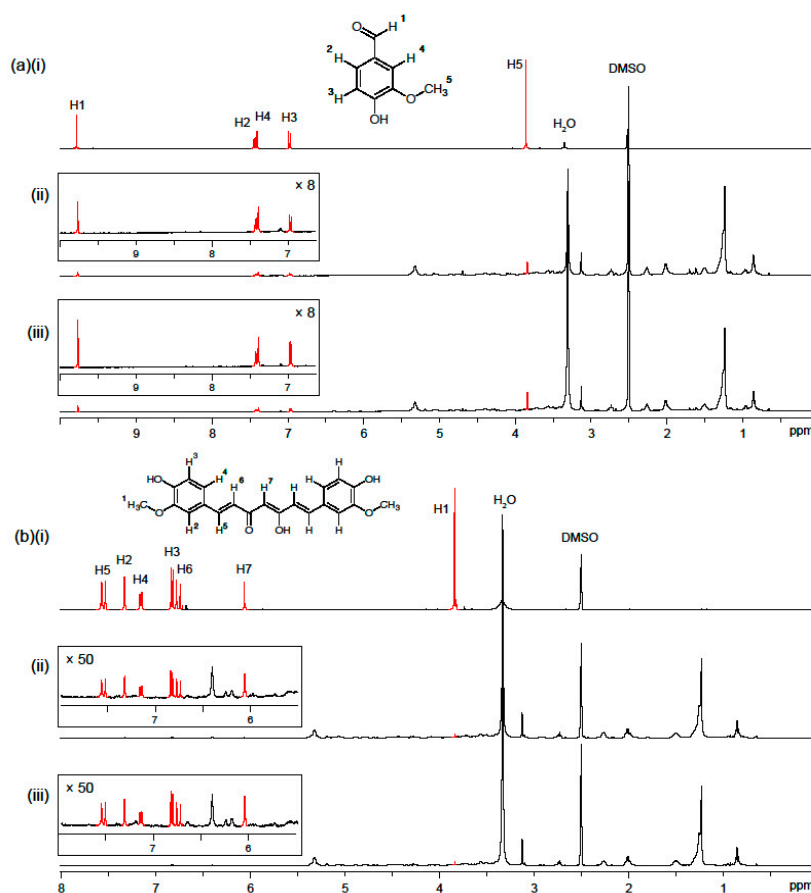 (a)(i)
O
H
1
2
H
H
4
3
H
O
CH₃
5
OH
H1
H2
H4
H3
H5
H₂O
DMSO
(ii)
× 8
9
8
7
(iii)
× 8
9
8
7
9
8
7
6
5
4
3
2
1
ppm
(b)(i)
HO
H
3
H
4
1
H₃C
O
H
2
H
5
H
6
O
H
7
OH
H
H
H
H
H
H
OH
O
CH₃
H5
H2
H4
H3
H6
H7
H1
H₂O
DMSO
(ii)
× 50
7
6
(iii)
× 50
7
6
8
7
6
5
4
3
2
1
ppm